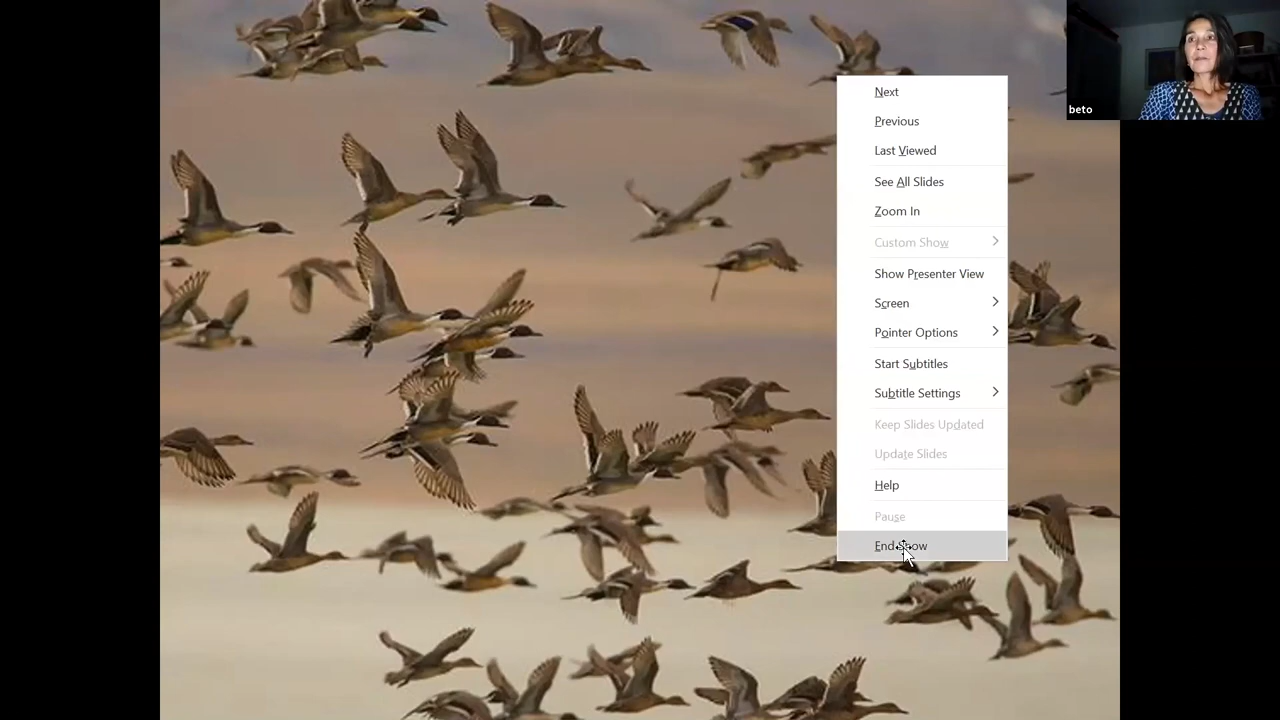 Next
Previous
Last Viewed
See All Slides
Zoom In
Custom Show
Show Presenter View
Screen
Pointer Options
Start Subtitles
Subtitle Settings
Keep Slides Updated
Update Slides
Help
Pause
End Show
beto